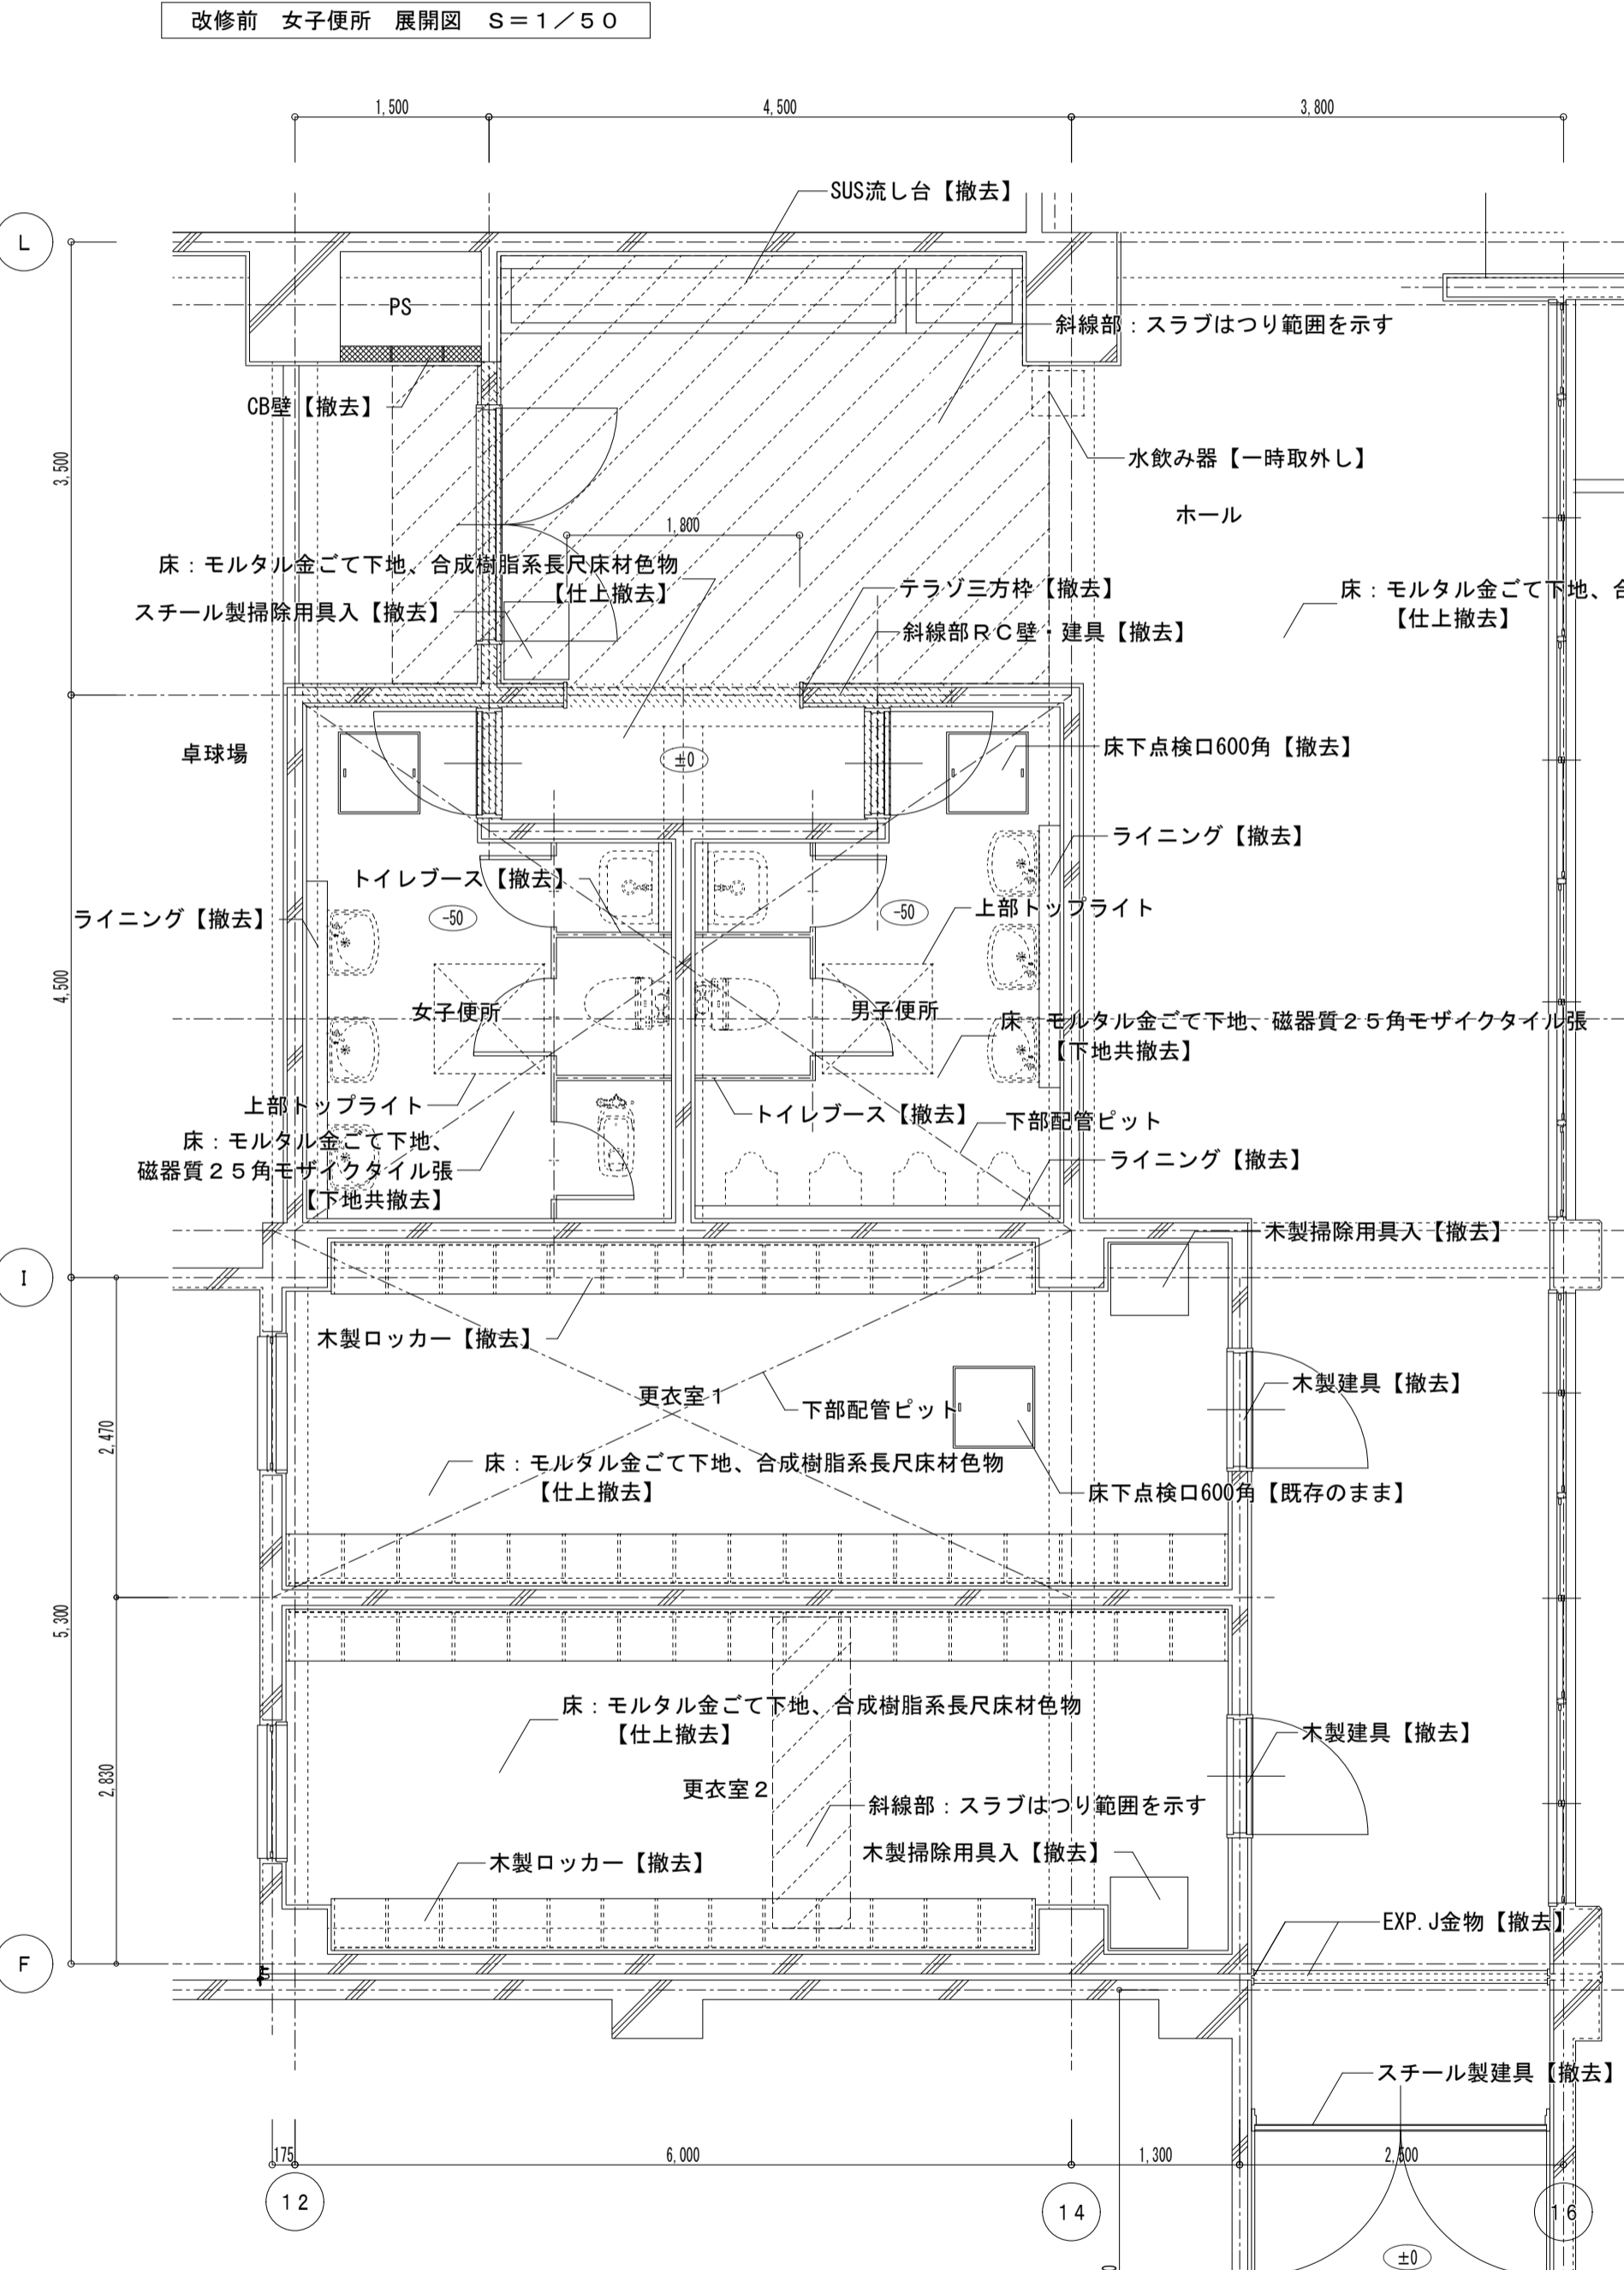 改修前　女子便所　展開図　Ｓ＝１／５０
1,500
4,500
3,800
SUS流し台【撤去】
L
PS
斜線部：スラブはつり範囲を示す
CB壁【撤去】
水飲み器【一時取外し】
3,500
ホール
1,800
床：モルタル金ごて下地、合成樹脂系長尺床材色物
【仕上撤去】
テラゾ三方枠【撤去】
床：モルタル金ごて下地、合
【仕上撤去】
スチール製掃除用具入【撤去】
斜線部ＲＣ壁・建具【撤去】
卓球場
±0
床下点検口600角【撤去】
ライニング【撤去】
トイレブース【撤去】
ライニング【撤去】
-50
-50
上部トップライト
4,500
女子便所
男子便所
床：モルタル金ごて下地、磁器質２５角モザイクタイル張
【下地共撤去】
上部トップライト
トイレブース【撤去】
下部配管ピット
床：モルタル金ごて下地、
磁器質２５角モザイクタイル張
【下地共撤去】
ライニング【撤去】
木製掃除用具入【撤去】
I
木製ロッカー【撤去】
更衣室１
下部配管ピット
木製建具【撤去】
2,470
床：モルタル金ごて下地、合成樹脂系長尺床材色物
【仕上撤去】
床下点検口600角【既存のまま】
5,300
床：モルタル金ごて下地、合成樹脂系長尺床材色物
【仕上撤去】
木製建具【撤去】
2,830
更衣室２
斜線部：スラブはつり範囲を示す
木製掃除用具入【撤去】
木製ロッカー【撤去】
EXP.J金物【撤去】
F
スチール製建具【撤去】
175
6,000
1,300
2,500
１２
１４
１６
±0